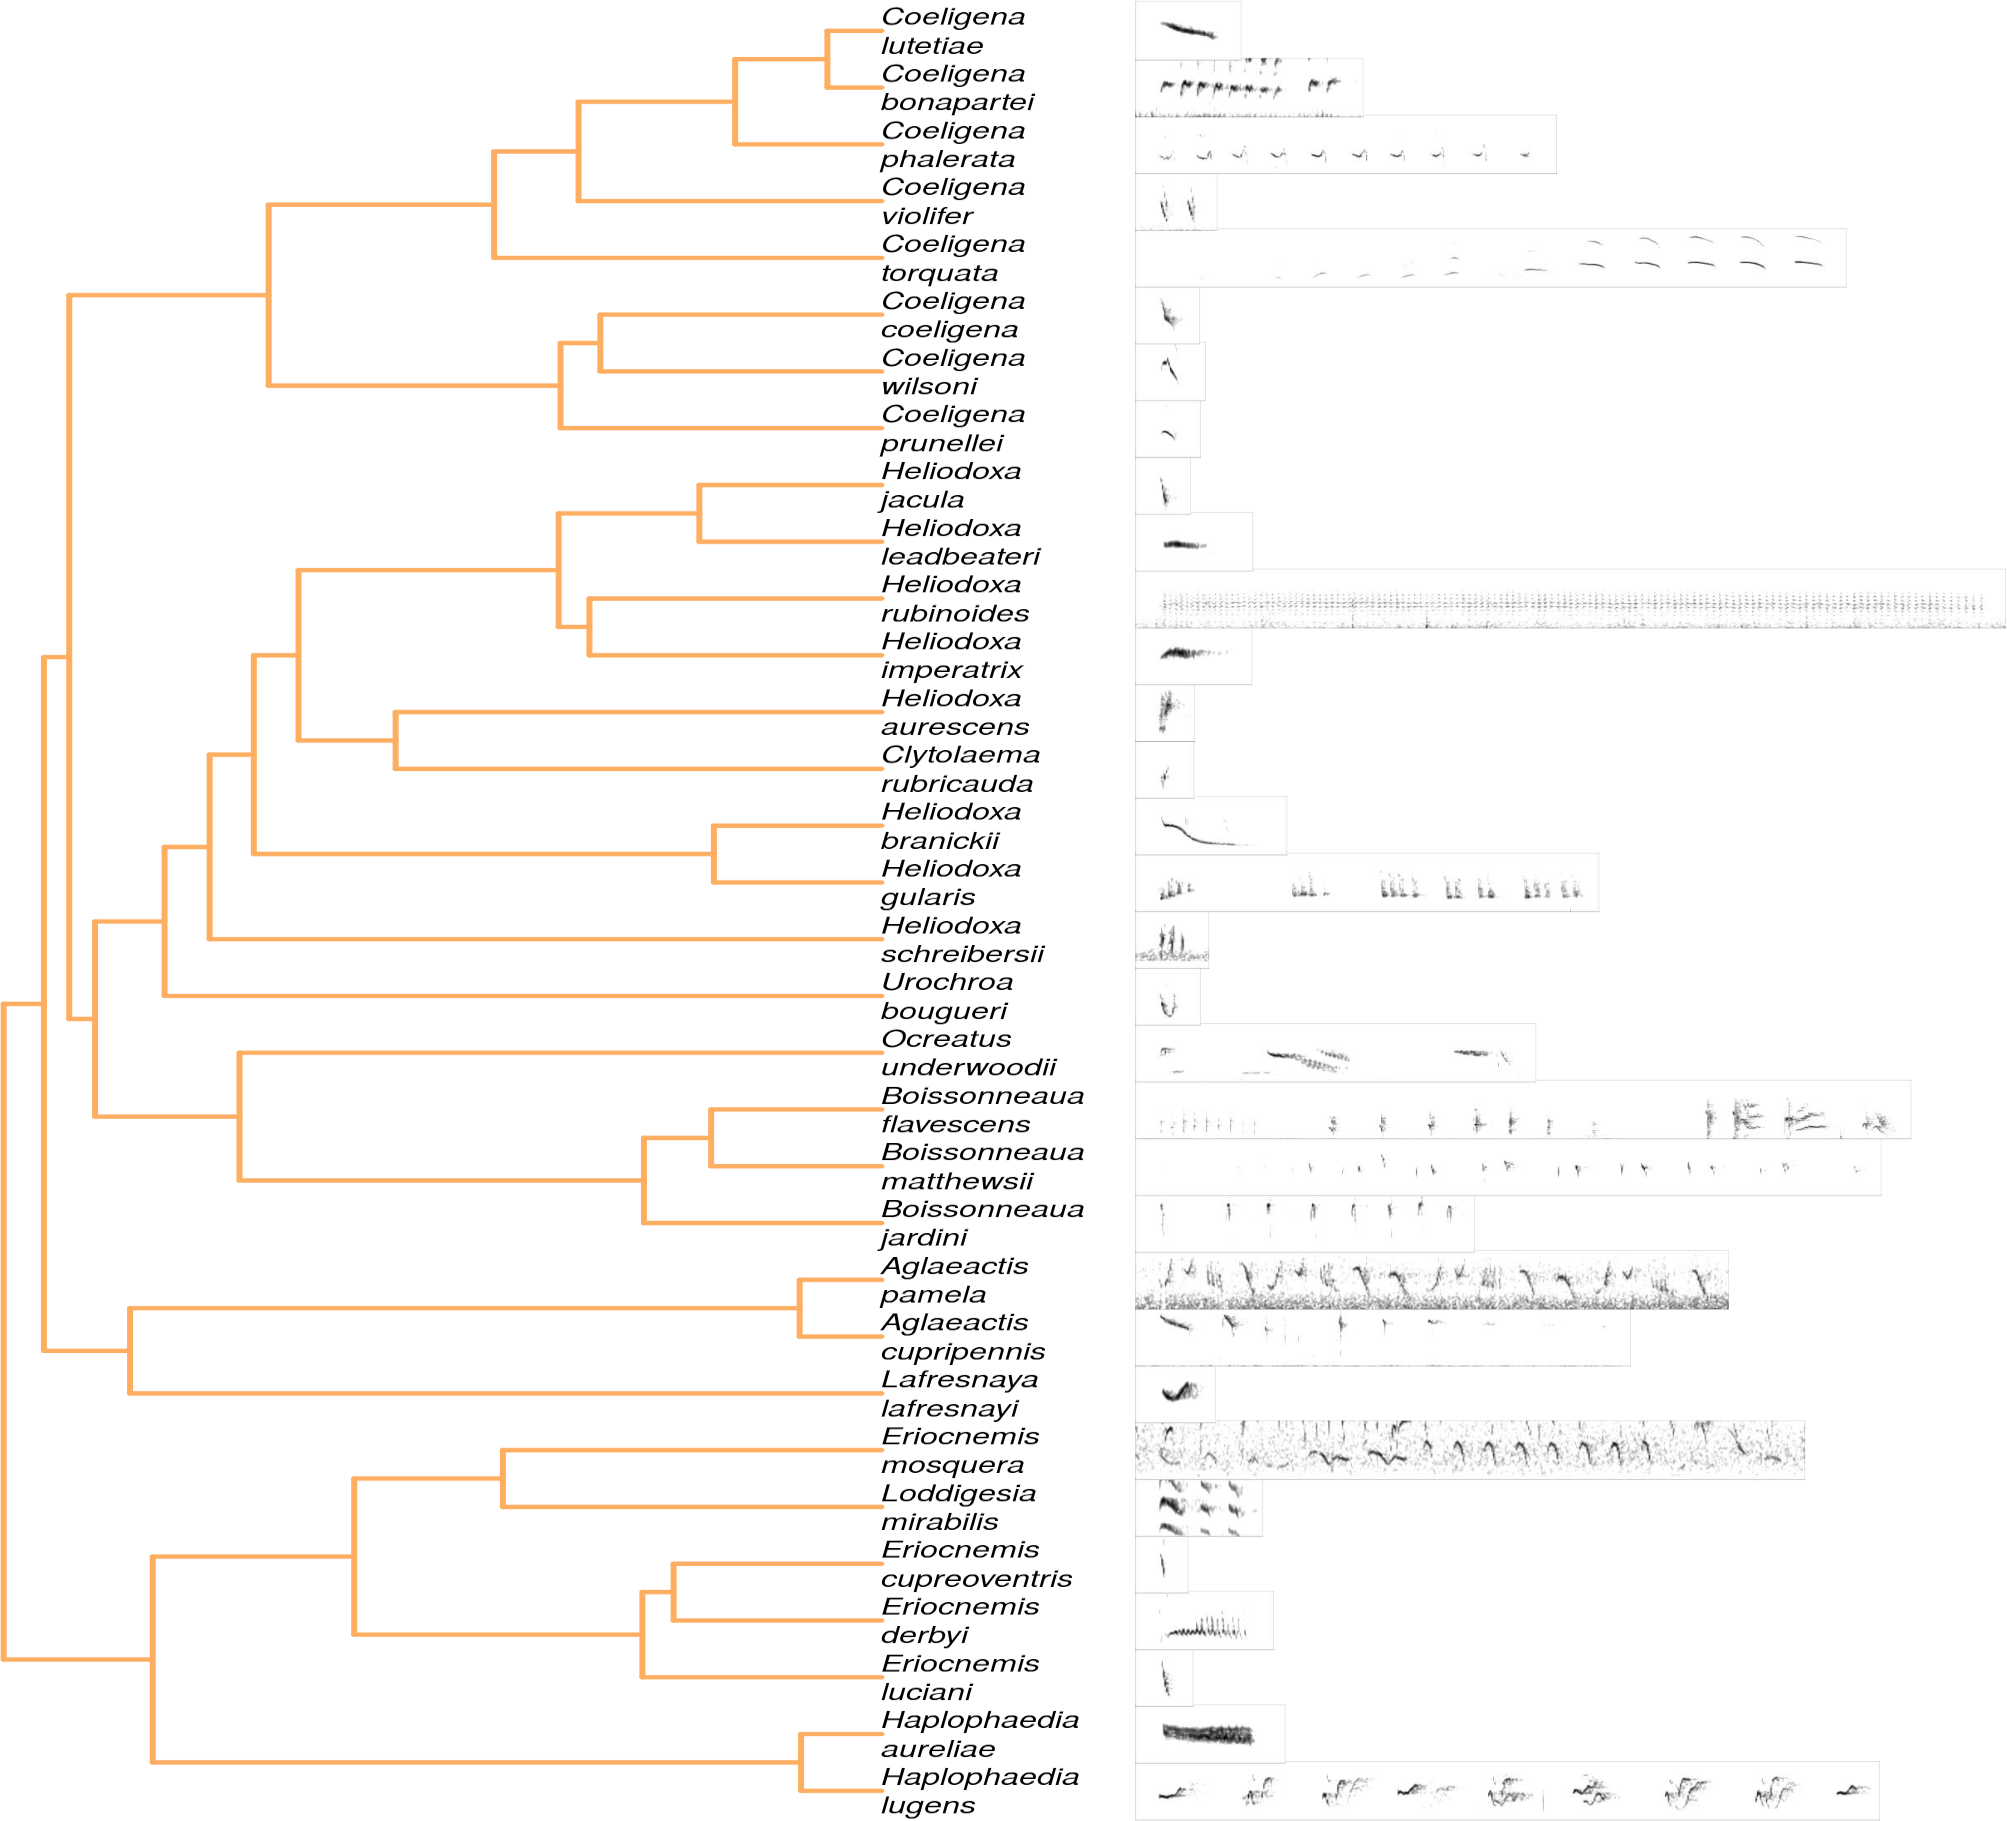 Coeligena
lutetiae
Coeligena
bonapartei
Coeligena
phalerata
Coeligena
violifer
Coeligena
torquata
Coeligena
coeligena
Coeligena
wilsoni
Coeligena
prunellei
Heliodoxa
jacula
Heliodoxa
leadbeateri
Heliodoxa
rubinoides
Heliodoxa
imperatrix
Heliodoxa
aurescens
Clytolaema
rubricauda
Heliodoxa
branickii
Heliodoxa
gularis
Heliodoxa
schreibersii
Urochroa
bougueri
Ocreatus
underwoodii
Boissonneaua
flavescens
Boissonneaua
matthewsii
Boissonneaua
jardini
Aglaeactis
pamela
Aglaeactis
cupripennis
Lafresnaya
lafresnayi
Eriocnemis
mosquera
Loddigesia
mirabilis
Eriocnemis
cupreoventris
Eriocnemis
derbyi
Eriocnemis
luciani
Haplophaedia
aureliae
Haplophaedia
lugens